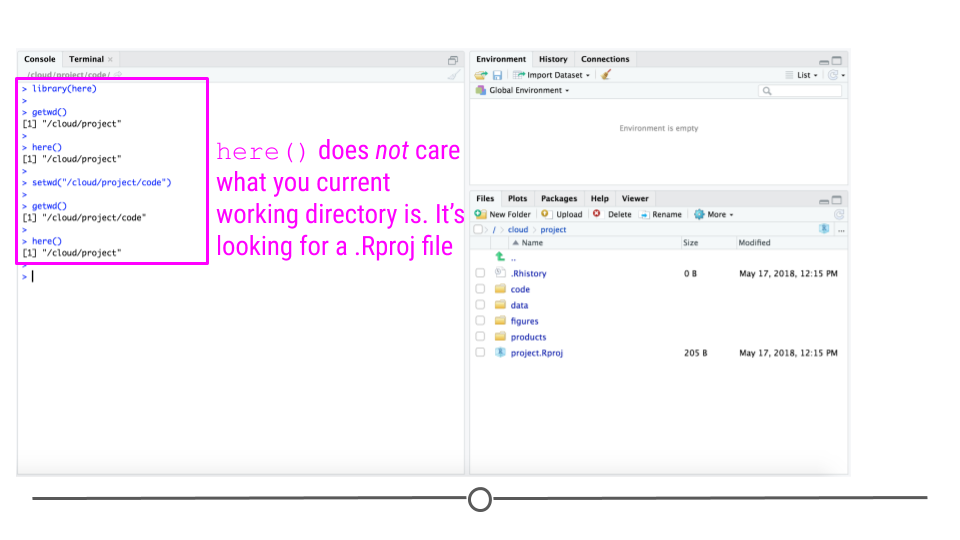 Console Terminal
/cloud/project/code/
> library(here)
>
> getwd()
[1] "/cloud/project"
>
> here()
[1] "/cloud/project"
>
> setwd("/cloud/project/code")
>
> getwd()
[1] "/cloud/project/code"
>
> here()
[1] "/cloud/project"
>
>
here() does not care
what you current
working directory is. It's
looking for a .Rproj file
Environment History Connections
Import Dataset List
Global Environment
Environment is empty
Files Plots Packages Help Viewer
New Folder Upload Delete Rename More
/ cloud project ...
Name Size Modified
..
.Rhistory 0 B May 17, 2018, 12:15 PM
code
data
figures
products
project.Rproj 205 B May 17, 2018, 12:15 PM